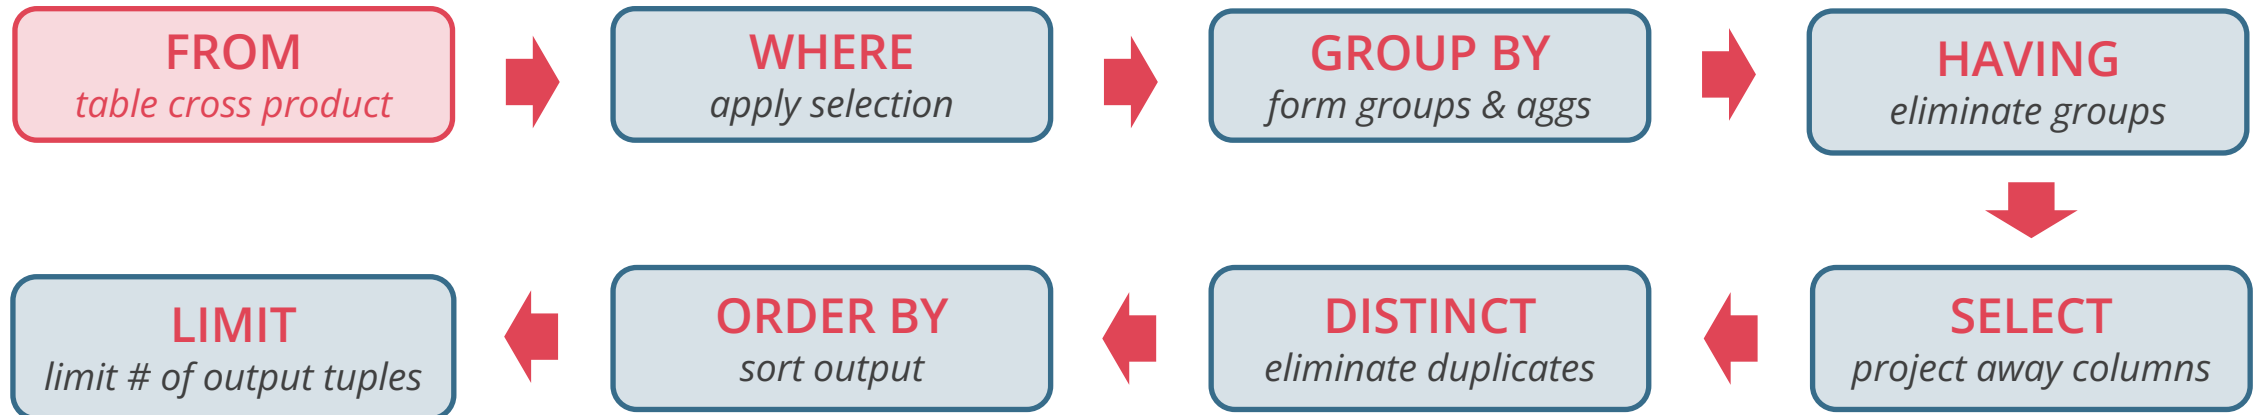 FROM
table cross product
WHERE
apply selection
GROUP BY
form groups & aggs
HAVING
eliminate groups
SELECT
project away columns
DISTINCT
eliminate duplicates
ORDER BY
sort output
LIMIT
limit # of output tuples